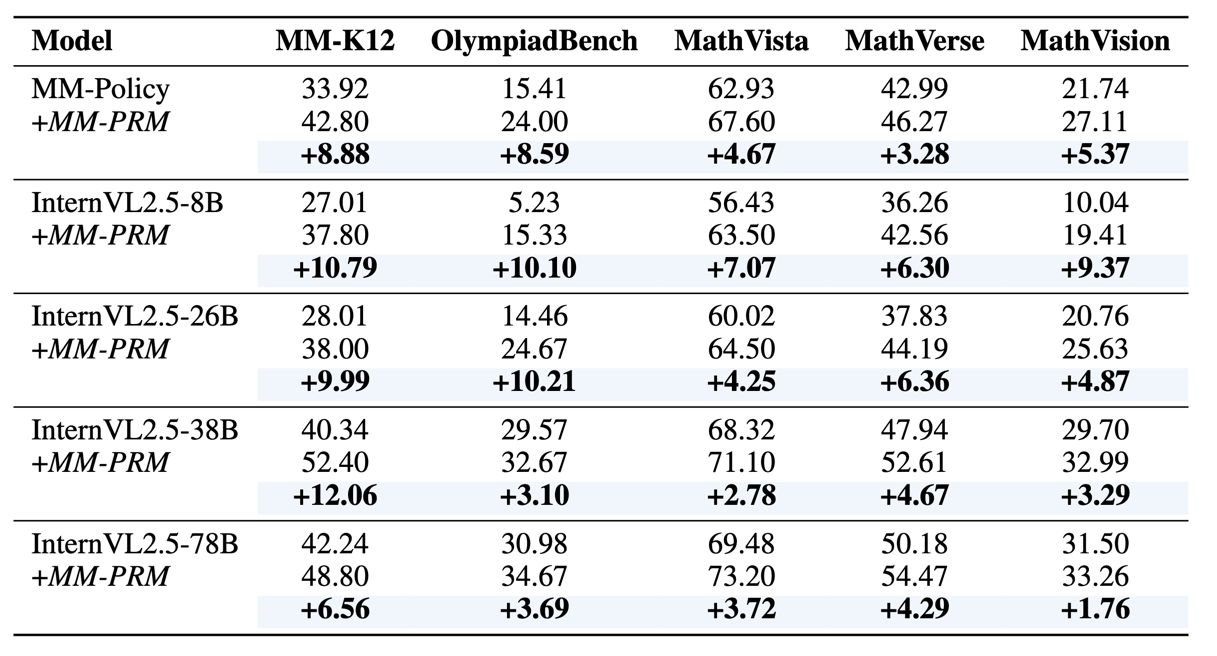 Model MM-K12 OlympiadBench MathVista MathVerse MathVision
MM-Policy 33.92 15.41 62.93 42.99 21.74
+MM-PRM 42.80 24.00 67.60 46.27 27.11
+8.88 +8.59 +4.67 +3.28 +5.37
InternVL2.5-8B 27.01 5.23 56.43 36.26 10.04
+MM-PRM 37.80 15.33 63.50 42.56 19.41
+10.79 +10.10 +7.07 +6.30 +9.37
InternVL2.5-26B 28.01 14.46 60.02 37.83 20.76
+MM-PRM 38.00 24.67 64.50 44.19 25.63
+9.99 +10.21 +4.25 +6.36 +4.87
InternVL2.5-38B 40.34 29.57 68.32 47.94 29.70
+MM-PRM 52.40 32.67 71.10 52.61 32.99
+12.06 +3.10 +2.78 +4.67 +3.29
InternVL2.5-78B 42.24 30.98 69.48 50.18 31.50
+MM-PRM 48.80 34.67 73.20 54.47 33.26
+6.56 +3.69 +3.72 +4.29 +1.76